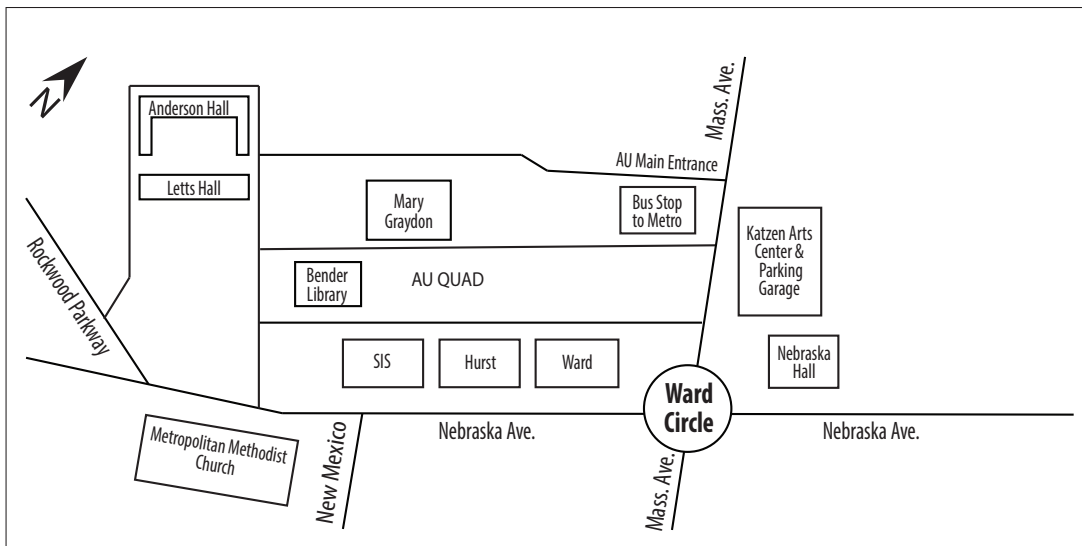 N
Anderson Hall
Letts Hall
Mass. Ave.
AU Main Entrance
Mary
Graydon
Bus Stop
to Metro
Katzen Arts
Center &
Parking
Garage
Rockwood Parkway
Bender
Library
AU QUAD
SIS
Hurst
Ward
Nebraska
Hall
Ward
Circle
Metropolitan Methodist
Church
New Mexico
Nebraska Ave.
Mass. Ave.
Nebraska Ave.